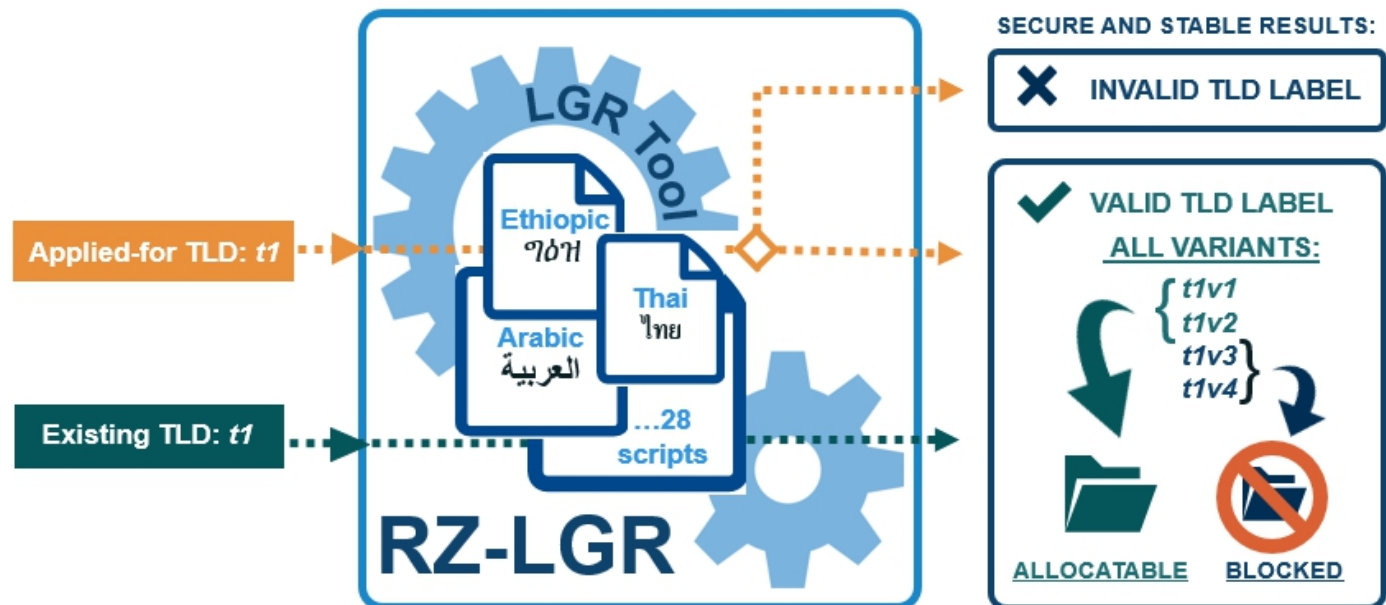 SECURE AND STABLE RESULTS:
INVALID TLD LABEL
LGR Tool
Ethiopic
ግዕዝ
Applied-for TLD: t1
Thai
ไทย
Arabic
العربية
...28
scripts
Existing TLD: t1
RZ-LGR
VALID TLD LABEL
ALL VARIANTS:
t1v1
t1v2
t1v3
t1v4
ALLOCATABLE
BLOCKED